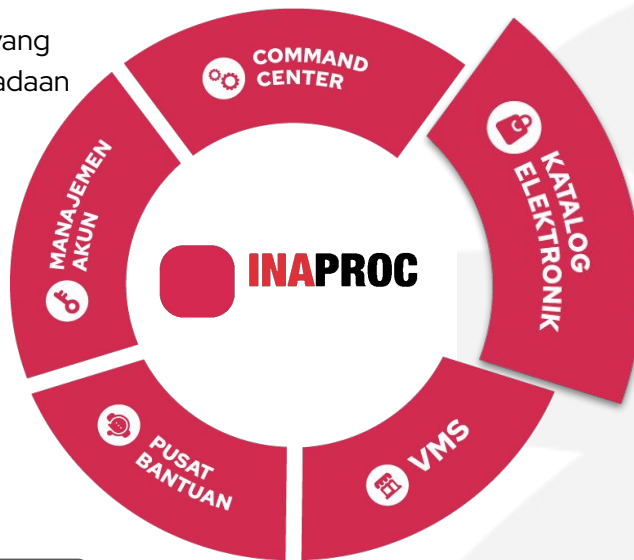 yang
adaan
COMMAND
CENTER
KATALOG
ELEKTRONIK
MANAJEMEN
AKUN
INAPROC
PUSAT
BANTUAN
VMS